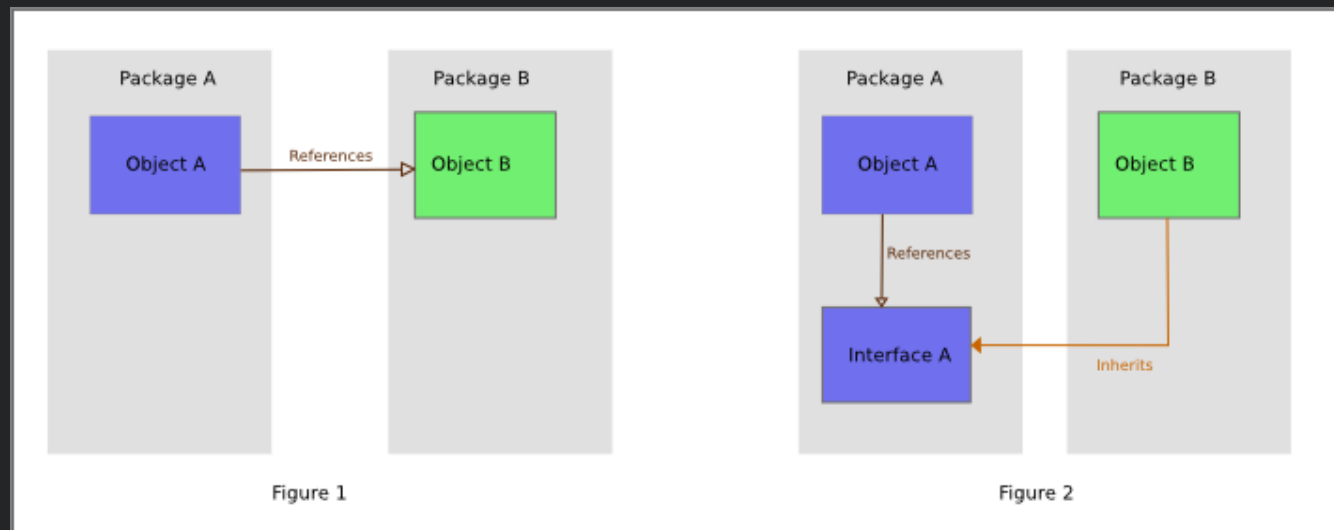 Package A
Package B
Object A
References
Object B
Figure 1
Package A
Package B
Object A
Object B
References
Interface A
Inherits
Figure 2